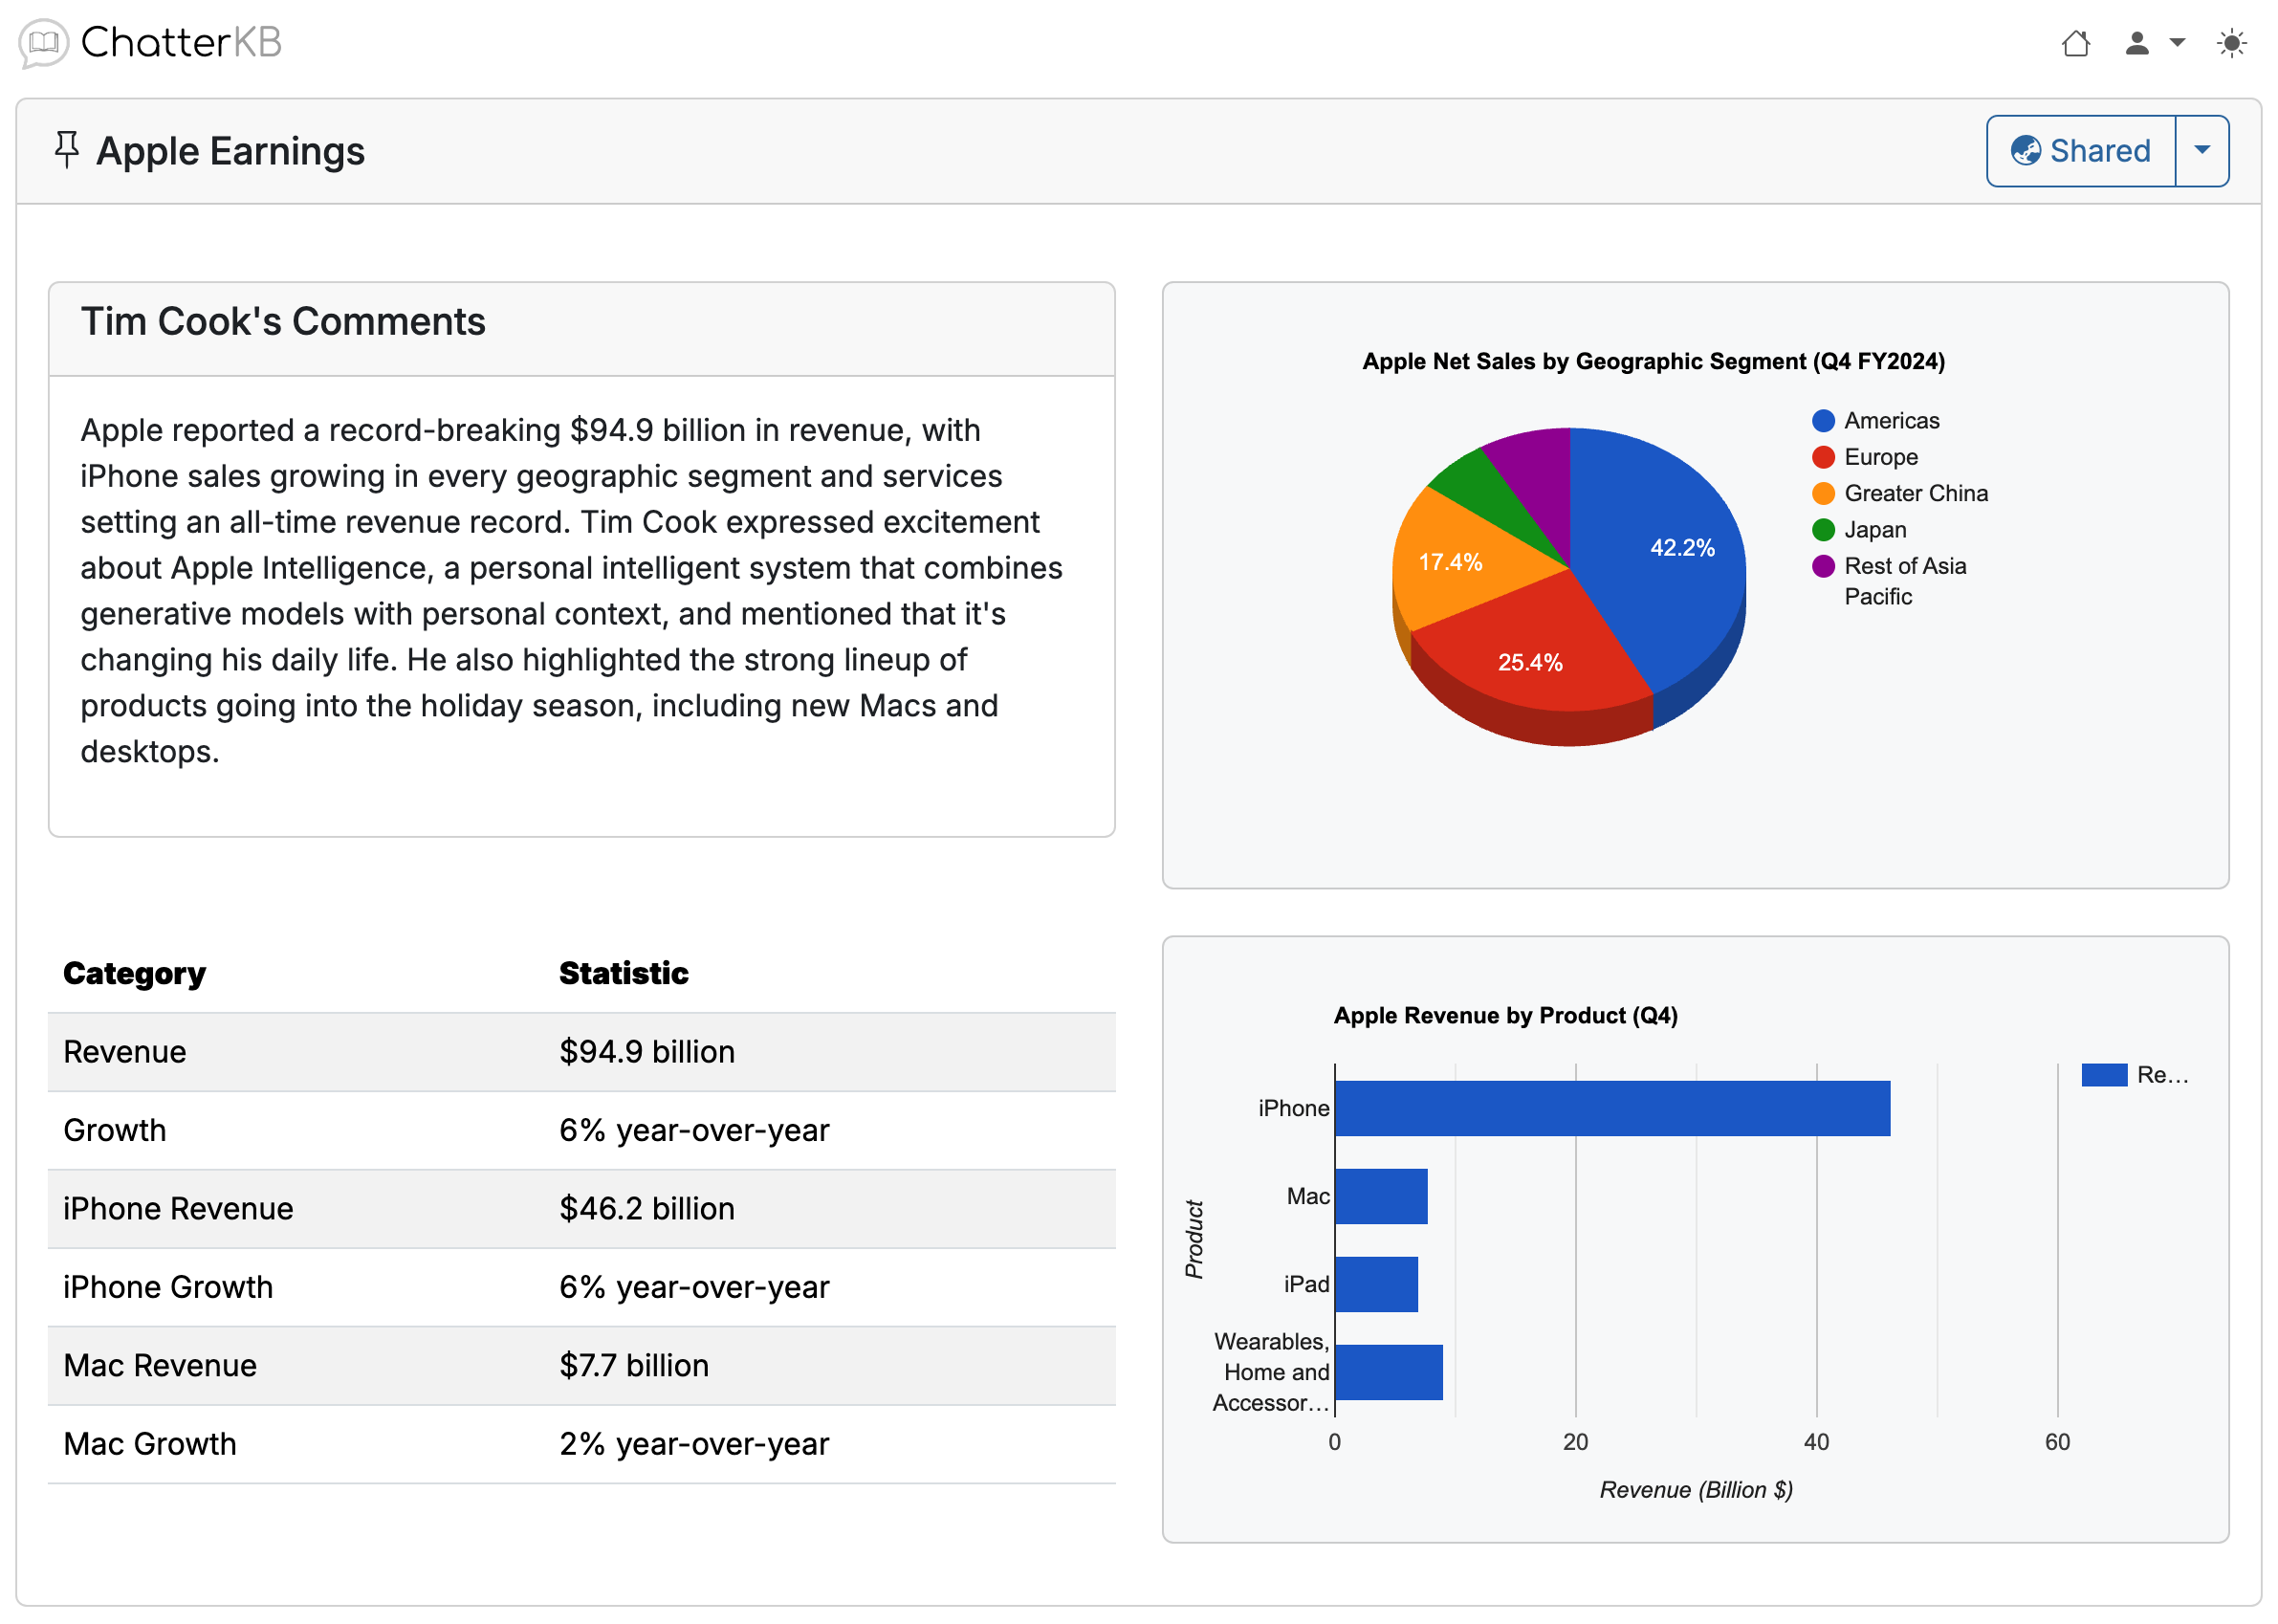 ChatterKB
Apple Earnings
Shared
Tim Cook's Comments
Apple reported a record-breaking $94.9 billion in revenue, with
iPhone sales growing in every geographic segment and services
setting an all-time revenue record. Tim Cook expressed excitement
about Apple Intelligence, a personal intelligent system that combines
generative models with personal context, and mentioned that it's
changing his daily life. He also highlighted the strong lineup of
products going into the holiday season, including new Macs and
desktops.
Apple Net Sales by Geographic Segment (Q4 FY2024)
Americas
Europe
Greater China
Japan
Rest of Asia
Pacific
42.2%
17.4%
25.4%
Category Statistic
Revenue $94.9 billion
Growth 6% year-over-year
iPhone Revenue $46.2 billion
iPhone Growth 6% year-over-year
Mac Revenue $7.7 billion
Mac Growth 2% year-over-year
Apple Revenue by Product (Q4)
Re...
Product
iPhone
Mac
iPad
Wearables,
Home and
Accessor...
0 20 40 60
Revenue (Billion $)